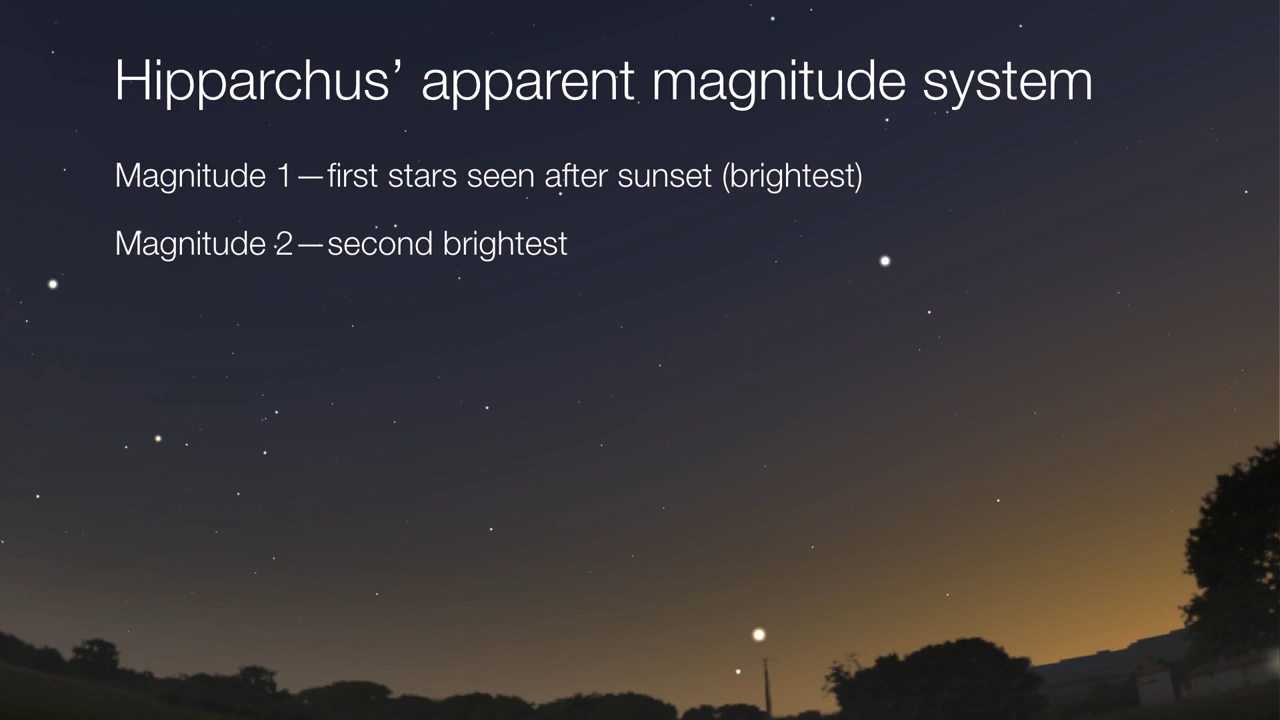 Hipparchus’ apparent magnitude system
Magnitude 1—first stars seen after sunset (brightest)
Magnitude 2—second brightest